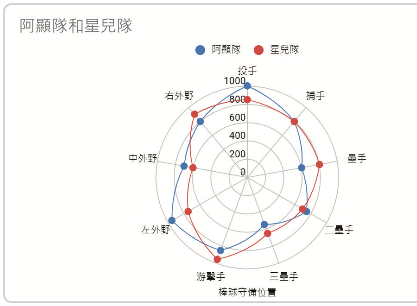 阿顯隊和星兒隊
阿顯隊 星兒隊
投手
1000
800
600
400
200
0
捕手
壘手
二壘手
三壘手
游擊手
左外野
中外野
右外野
棒球守備位置